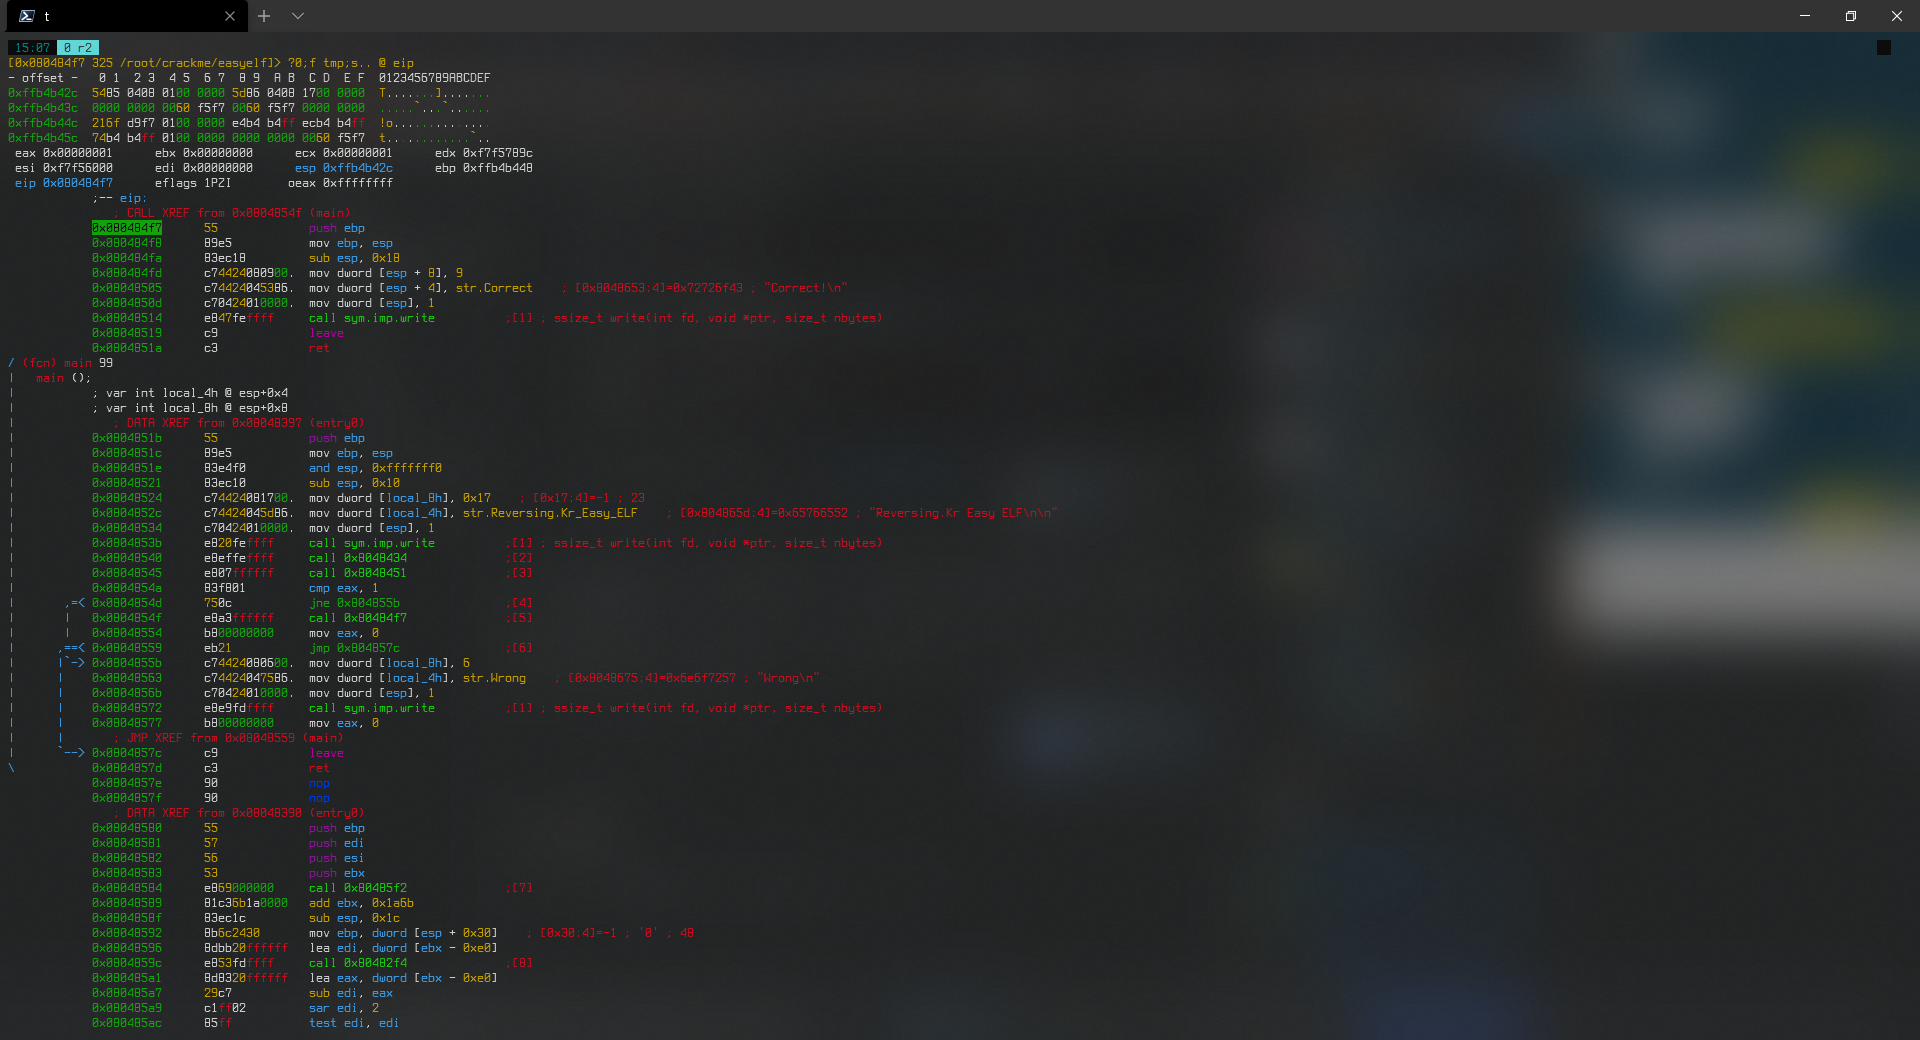 t
15:07 0 r2
[0x080484f7 325 /root/crackme/easyelf]> ?0;f tmp;s.. @ eip
- offset -   0 1  2 3  4 5  6 7  8 9  A B  C D  E F  0123456789ABCDEF
0xffb4b42c  5485 0408 0100 0000 5d86 0408 1700 0000  T.......].......
0xffb4b43c  0000 0000 0060 f5f7 0060 f5f7 0000 0000  .....`...`......
0xffb4b44c  216f d9f7 0100 0000 e4b4 b4ff ecb4 b4ff  !o..............
0xffb4b45c  74b4 b4ff 0100 0000 0000 0000 0060 f5f7  t............`..
eax 0x00000001      ebx 0x00000000      ecx 0x00000001      edx 0xf7f5789c
esi 0xf7f56000      edi 0x00000000      esp 0xffb4b42c      ebp 0xffb4b448
eip 0x080484f7      eflags 1PZI        oeax 0xffffffff
;-- eip:
; CALL XREF from 0x0804854f (main)
0x080484f7      55             push ebp
0x080484f8      89e5           mov ebp, esp
0x080484fa      83ec18         sub esp, 0x18
0x080484fd      c74424080900.  mov dword [esp + 8], 9
0x08048505      c74424045386.  mov dword [esp + 4], str.Correct    ; [0x8048653:4]=0x72726f43 ; "Correct!\n"
0x0804850d      c70424010000.  mov dword [esp], 1
0x08048514      e847feffff     call sym.imp.write          ;[1] ; ssize_t write(int fd, void *ptr, size_t nbytes)
0x08048519      c9             leave
0x0804851a      c3             ret
/ (fcn) main 99
|   main ();
|           ; var int local_4h @ esp+0x4
|           ; var int local_8h @ esp+0x8
|              ; DATA XREF from 0x08048397 (entry0)
|           0x0804851b      55             push ebp
|           0x0804851c      89e5           mov ebp, esp
|           0x0804851e      83e4f0         and esp, 0xfffffff0
|           0x08048521      83ec10         sub esp, 0x10
|           0x08048524      c74424081700.  mov dword [local_8h], 0x17    ; [0x17:4]=-1 ; 23
|           0x0804852c      c74424045d86.  mov dword [local_4h], str.Reversing.Kr_Easy_ELF    ; [0x804865d:4]=0x65766552 ; "Reversing.Kr Easy ELF\n\n"
|           0x08048534      c70424010000.  mov dword [esp], 1
|           0x0804853b      e820feffff     call sym.imp.write          ;[1] ; ssize_t write(int fd, void *ptr, size_t nbytes)
|           0x08048540      e8effeffff     call 0x8048434              ;[2]
|           0x08048545      e807ffffff     call 0x8048451              ;[3]
|           0x0804854a      83f801         cmp eax, 1
|       ,=< 0x0804854d      750c           jne 0x804855b               ;[4]
|       |   0x0804854f      e8a3ffffff     call 0x80484f7              ;[5]
|       |   0x08048554      b800000000     mov eax, 0
|      ,==< 0x08048559      eb21           jmp 0x804857c               ;[6]
|      |`-> 0x0804855b      c74424080600.  mov dword [local_8h], 6
|      |    0x08048563      c74424047586.  mov dword [local_4h], str.Wrong    ; [0x8048675:4]=0x6e6f7257 ; "Wrong\n"
|      |    0x0804856b      c70424010000.  mov dword [esp], 1
|      |    0x08048572      e8e9fdffff     call sym.imp.write          ;[1] ; ssize_t write(int fd, void *ptr, size_t nbytes)
|      |    0x08048577      b800000000     mov eax, 0
|      |       ; JMP XREF from 0x08048559 (main)
|      `--> 0x0804857c      c9             leave
\           0x0804857d      c3             ret
0x0804857e      90             nop
0x0804857f      90             nop
; DATA XREF from 0x08048390 (entry0)
0x08048580      55             push ebp
0x08048581      57             push edi
0x08048582      56             push esi
0x08048583      53             push ebx
0x08048584      e869000000     call 0x80485f2              ;[7]
0x08048589      81c36b1a0000   add ebx, 0x1a6b
0x0804858f      83ec1c         sub esp, 0x1c
0x08048592      8b6c2430       mov ebp, dword [esp + 0x30]    ; [0x30:4]=-1 ; '0' ; 48
0x08048596      8dbb20ffffff   lea edi, dword [ebx - 0xe0]
0x0804859c      e853fdffff     call 0x80482f4              ;[8]
0x080485a1      8d8320ffffff   lea eax, dword [ebx - 0xe0]
0x080485a7      29c7           sub edi, eax
0x080485a9      c1ff02         sar edi, 2
0x080485ac      85ff           test edi, edi